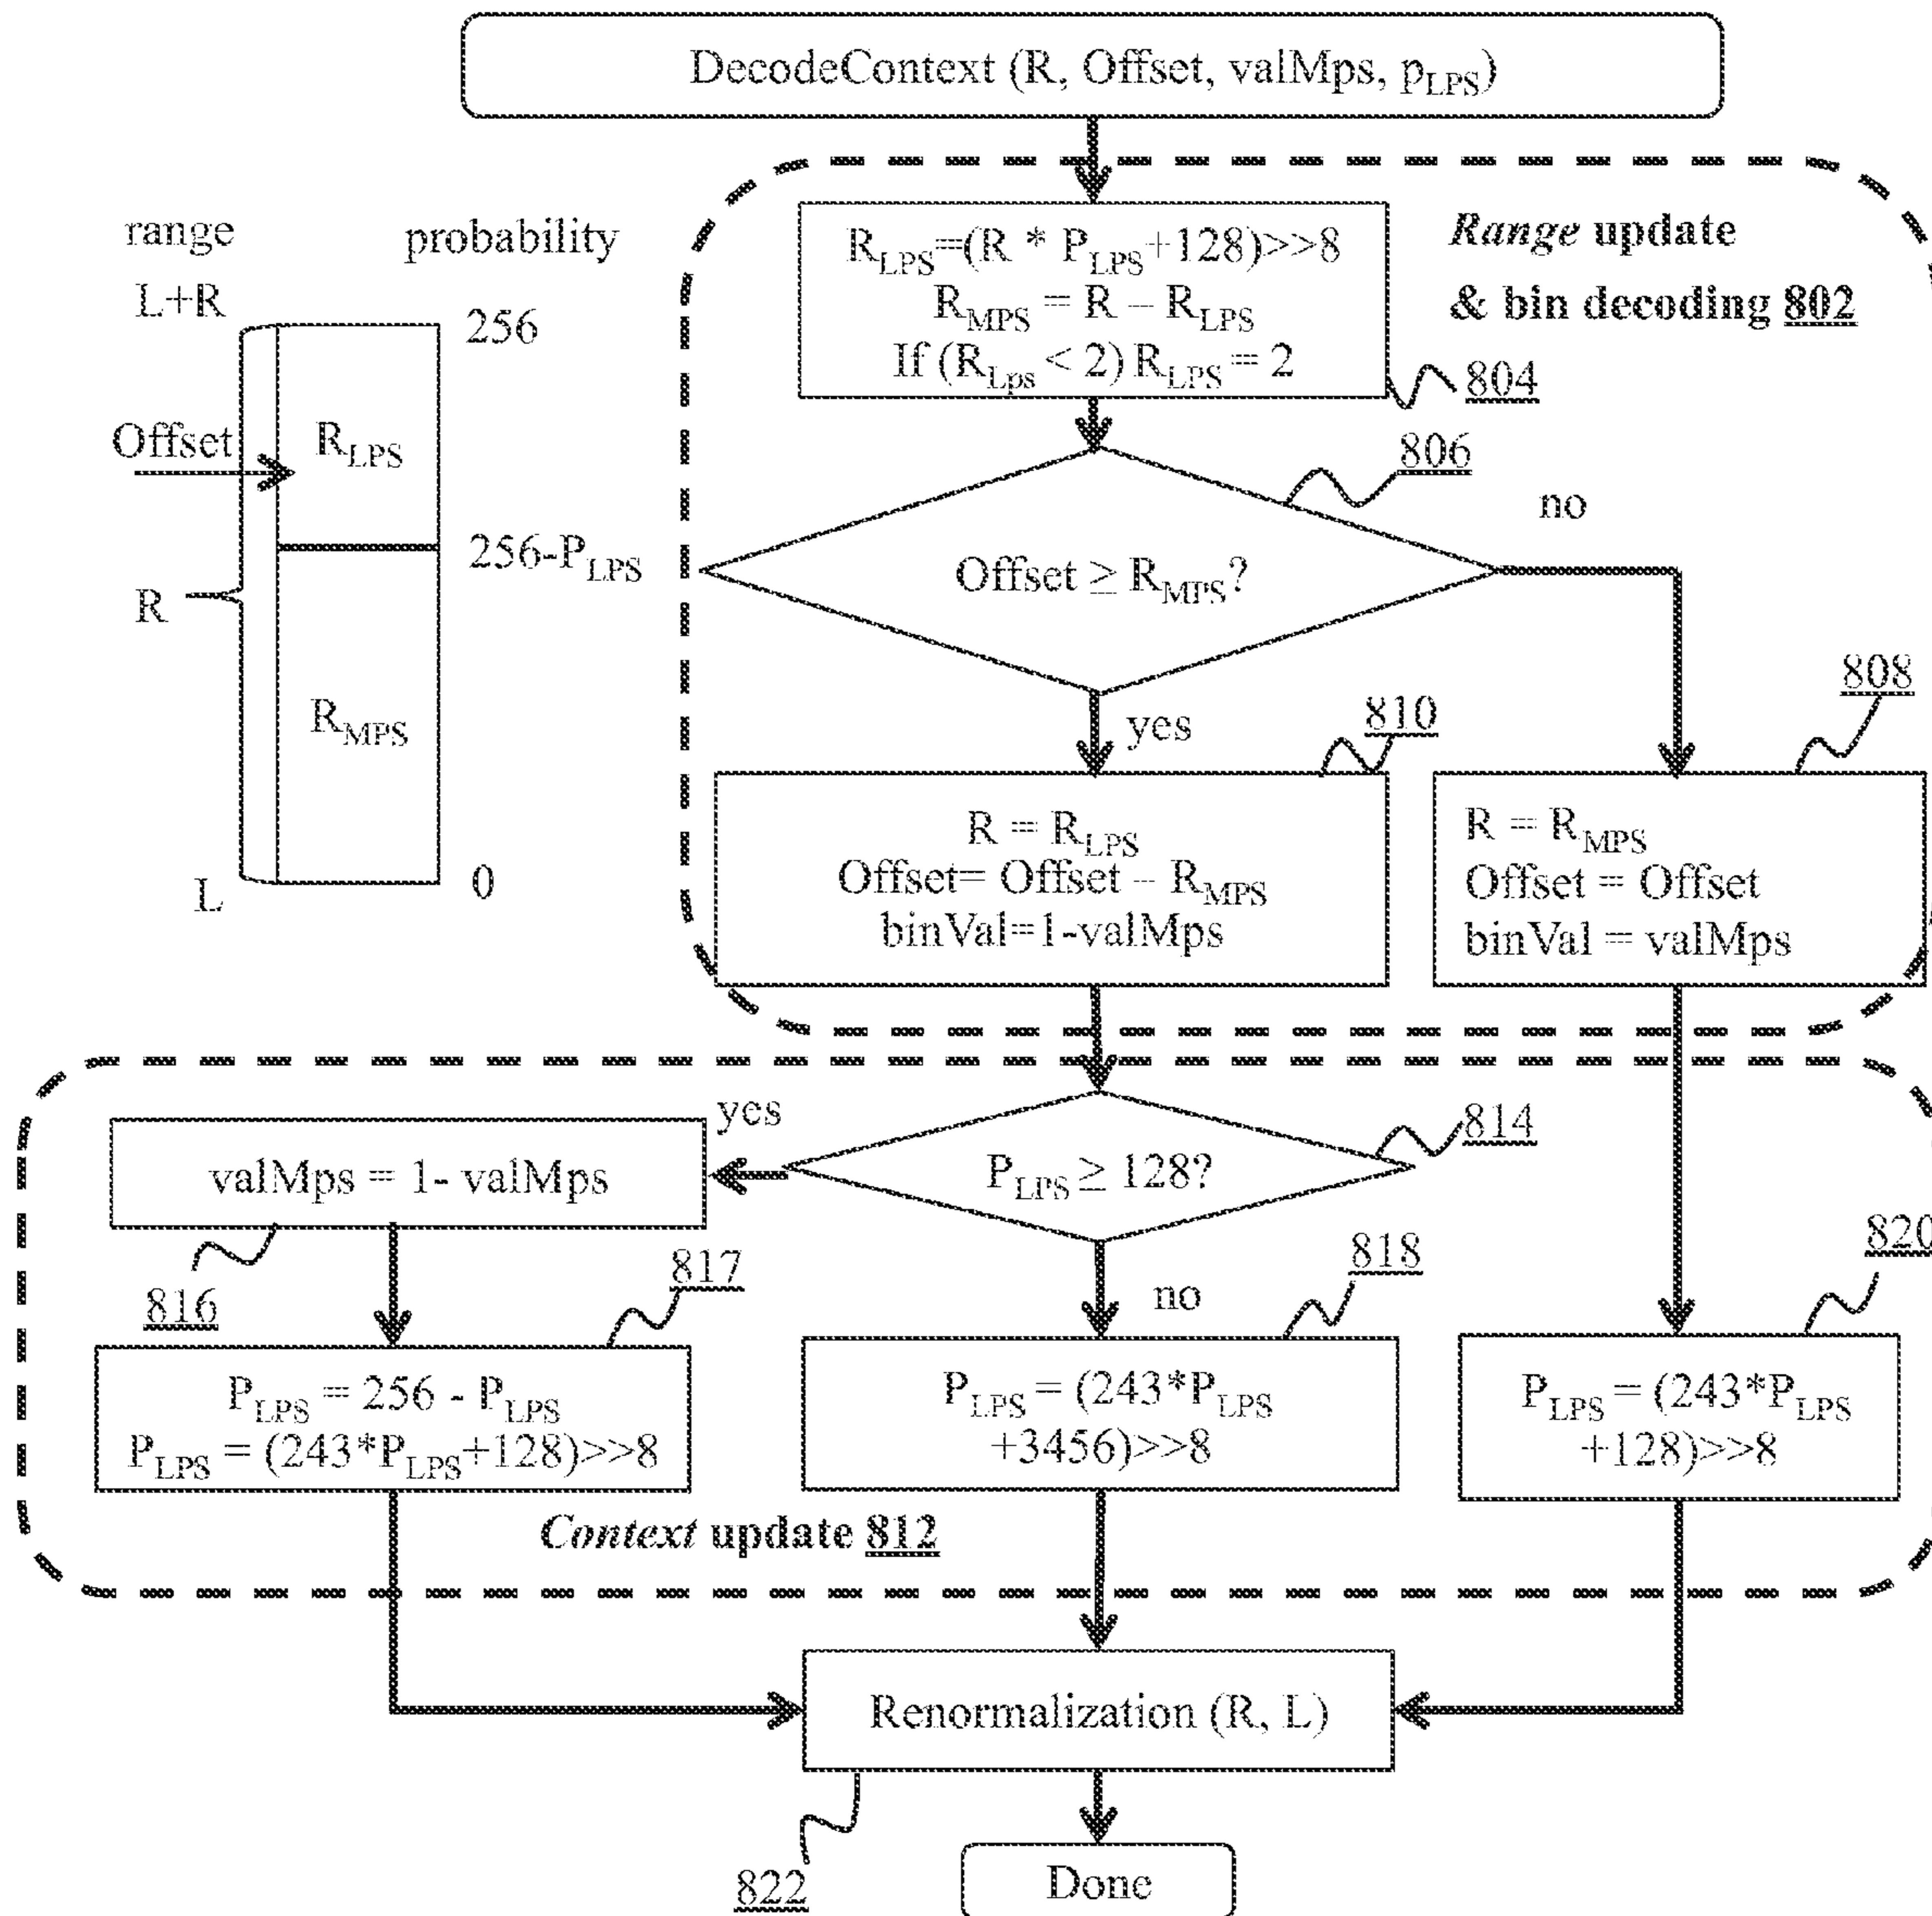 DecodeContext (R, Offset, valMps, pLPS)
range
probability
L+R
256
Offset
RLPS
256-PLPS
R
RMPS
L
0
RLPS=(R * PLPS+128)>>8
RMPS = R – RLPS
If (RLps < 2) RLPS = 2
Range update
& bin decoding 802
804
806
Offset ≥ RMPS?
no
yes
810
808
R = RLPS
Offset= Offset – RMPS
binVal=1-valMps
R = RMPS
Offset = Offset
binVal = valMps
yes
valMps = 1- valMps
PLPS ≥ 128?
814
816
817
no
818
820
PLPS = 256 - PLPS
PLPS = (243*PLPS+128)>>8
PLPS = (243*PLPS
+3456)>>8
PLPS = (243*PLPS
+128)>>8
Context update 812
Renormalization (R, L)
822
Done